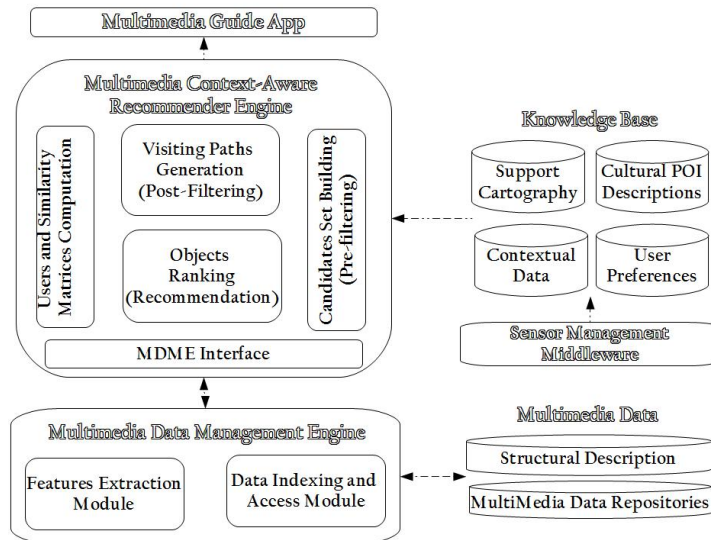 Multimedia Guide App
Multimedia Context-Aware
Recommender Engine
Users and Similarity
Matrices Computation
Visiting Paths
Generation
(Post-Filtering)
Objects
Ranking
(Recommendation)
Candidates Set Building
(Pre-filtering)
MDME Interface
Knowledge Base
Support
Cartography
Cultural POI
Descriptions
Contextual
Data
User
Preferences
Sensor Management
Middleware
Multimedia Data Management Engine
Features Extraction
Module
Data Indexing and
Access Module
Multimedia Data
Structural Description
MultiMedia Data Repositories